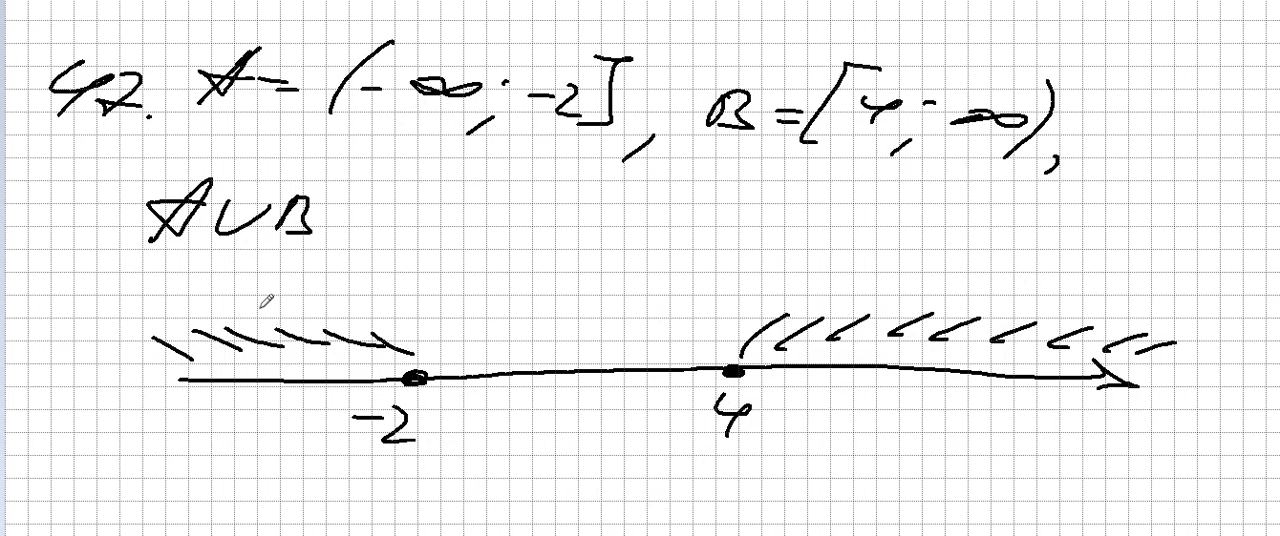 42. A = (-∞; -2], B = [4; ∞),
A∪B
-2 4